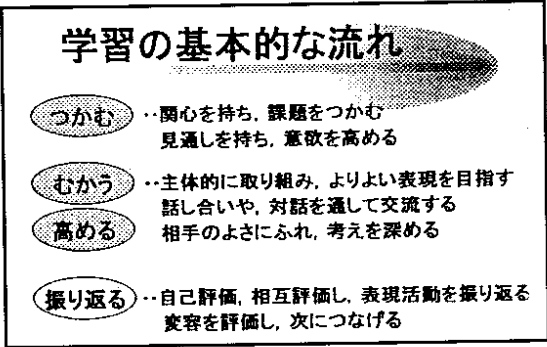 学習の基本的な流れ
つかむ ‥関心を持ち,課題をつかむ
見通しを持ち,意欲を高める
むかう ‥主体的に取り組み,よりよい表現を目指す
話し合いや,対話を通して交流する
高める 相手のよさにふれ,考えを深める
振り返る ‥自己評価,相互評価し,表現活動を振り返る
変容を評価し,次につなげる